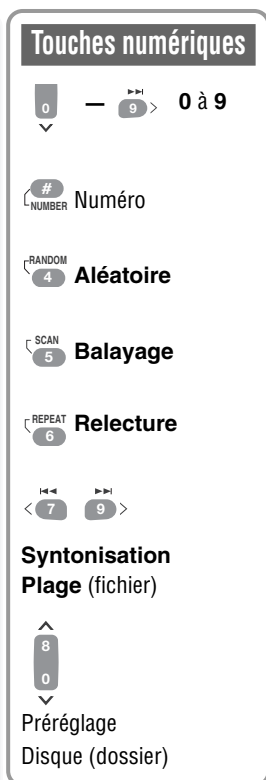 Touches numériques
0 — 9 0 à 9
# NUMBER Numéro
RANDOM 4 Aléatoire
SCAN 5 Balayage
REPEAT 6 Relecture
7 9
Syntonisation
Plage (fichier)
8
0
Préréglage
Disque (dossier)